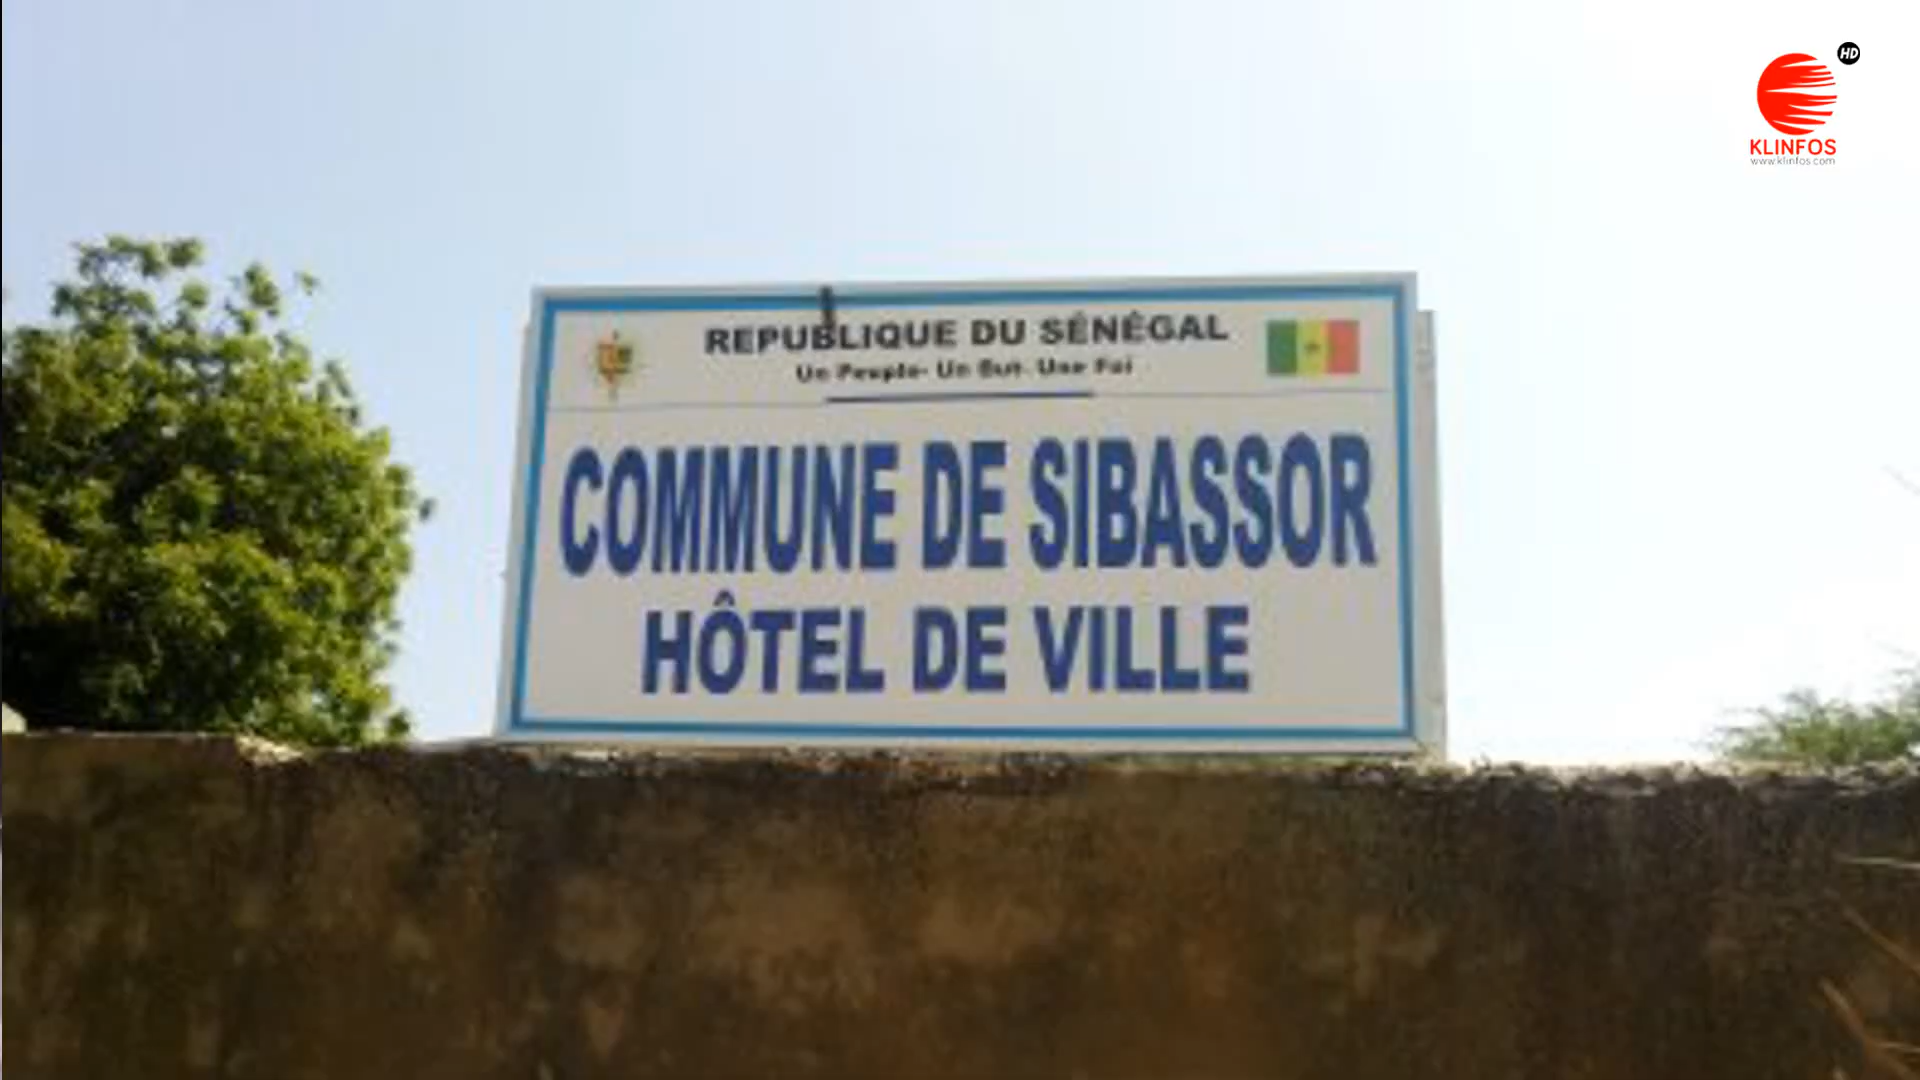 HD
KLINFOS
www.klinfos.com
REPUBLIQUE DU SÉNÉGAL
Un Peuple- Un But- Une Foi
COMMUNE DE SIBASSOR
HÔTEL DE VILLE